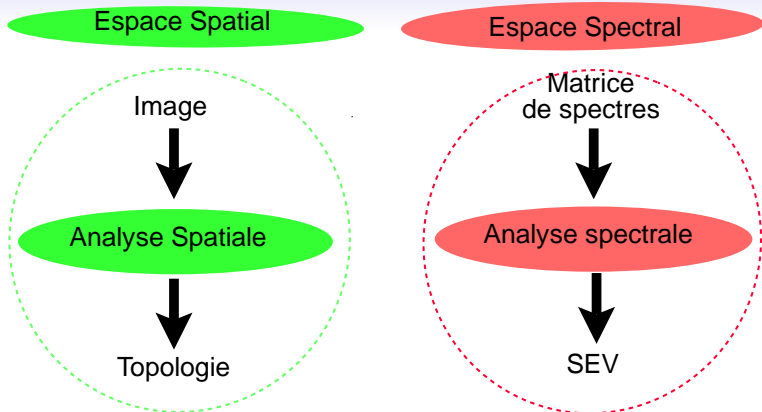 Espace Spatial
Image
Analyse Spatiale
Topologie
Espace Spectral
Matrice
de spectres
Analyse spectrale
SEV